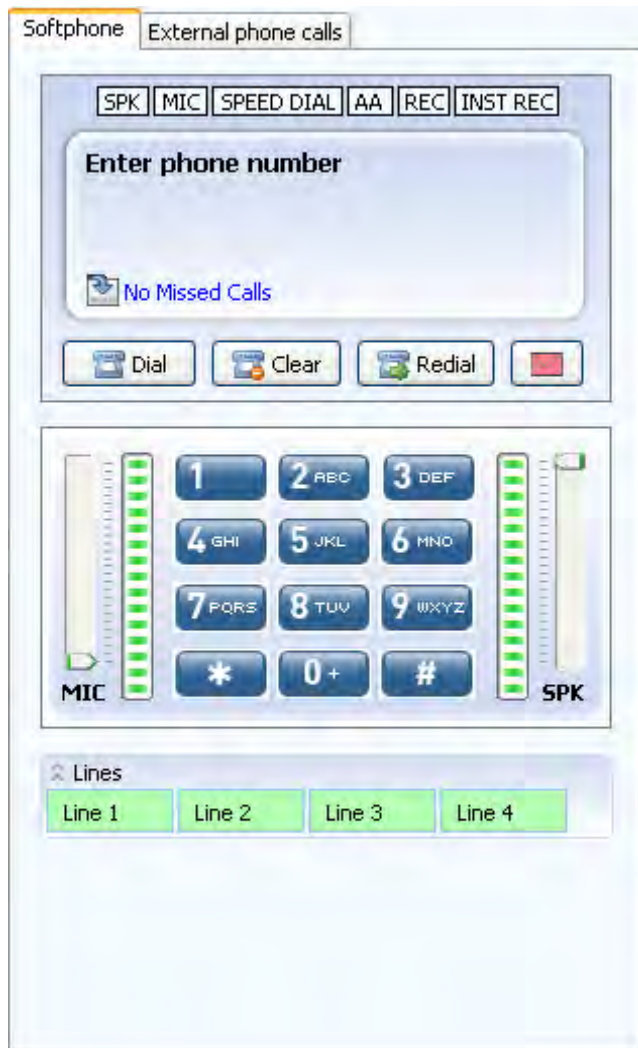 Softphone External phone calls
SPK MIC SPEED DIAL AA REC INST REC
Enter phone number
No Missed Calls
Dial Clear Redial
1 2 ABC 3 DEF
4 GHI 5 JKL 6 MNO
7 PQRS 8 TUV 9 WXYZ
* 0 + #
MIC SPK
Lines
Line 1 Line 2 Line 3 Line 4